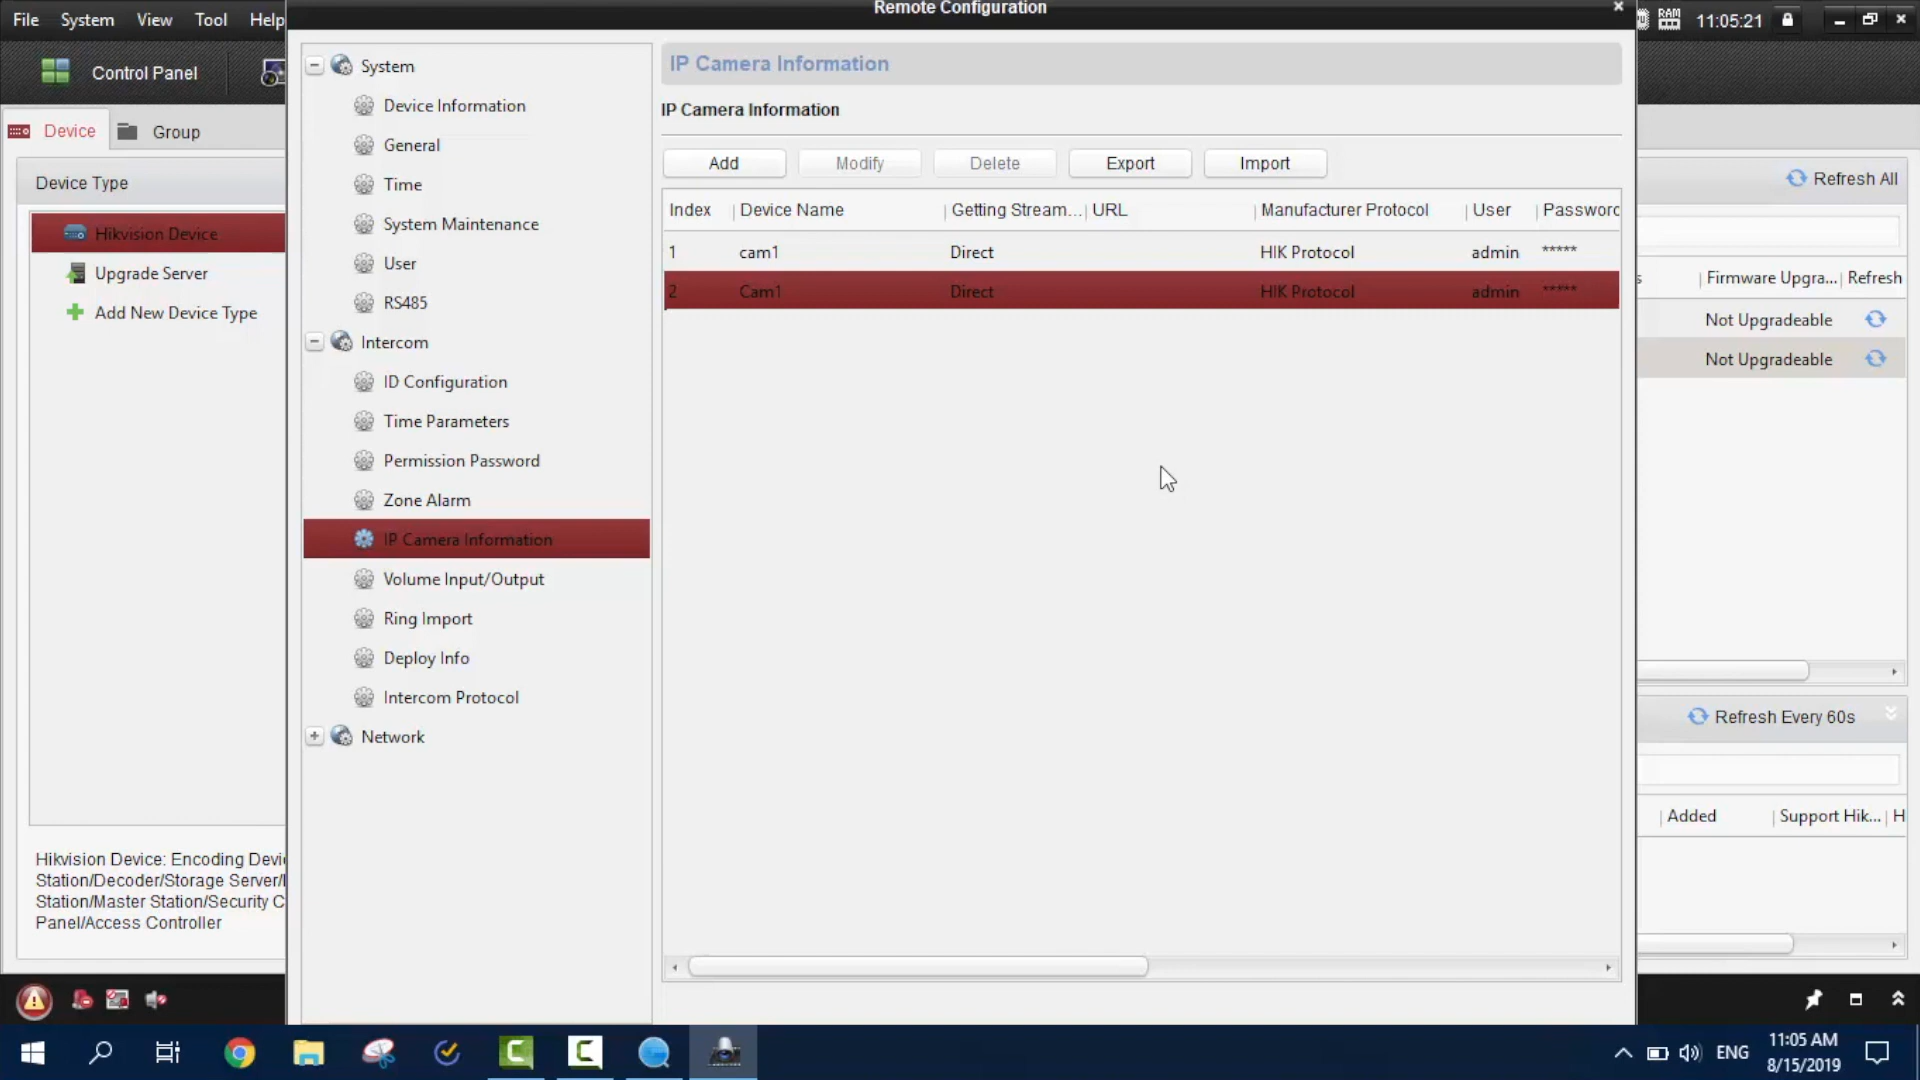 Remote Configuration
File System View Tool Help
RAM 11:05:21
Control Panel
Device Group
Device Type
Hikvision Device
Upgrade Server
Add New Device Type
Hikvision Device: Encoding
Station/Decoder/Storage Server/
Station/Master Station/Security
Panel/Access Controller
System
Device Information
General
Time
System Maintenance
User
RS485
Intercom
ID Configuration
Time Parameters
Permission Password
Zone Alarm
IP Camera Information
Volume Input/Output
Ring Import
Deploy Info
Intercom Protocol
Network
IP Camera Information
IP Camera Information
Add Modify Delete Export Import
Index Device Name Getting Stream... URL Manufacturer Protocol User Password
1 cam1 Direct HIK Protocol admin *****
2 Cam1 Direct HIK Protocol admin *****
Refresh All
Firmware Upgra... Refresh
Not Upgradeable
Not Upgradeable
Refresh Every 60s
Added Support Hik... H
ENG 11:05 AM
8/15/2019